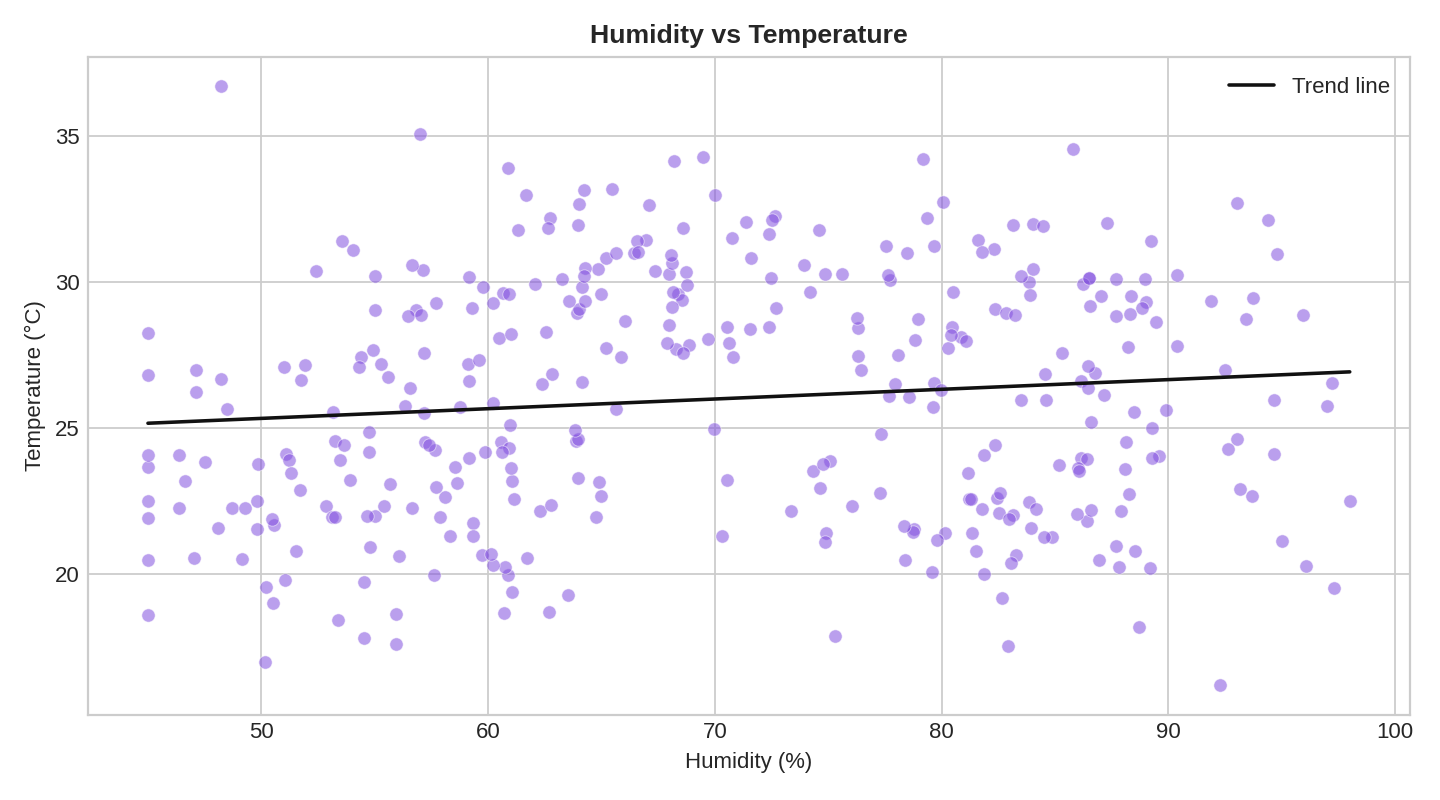 Humidity vs Temperature
Trend line
35
30
25
20
Temperature (°C)
50 60 70 80 90 100
Humidity (%)